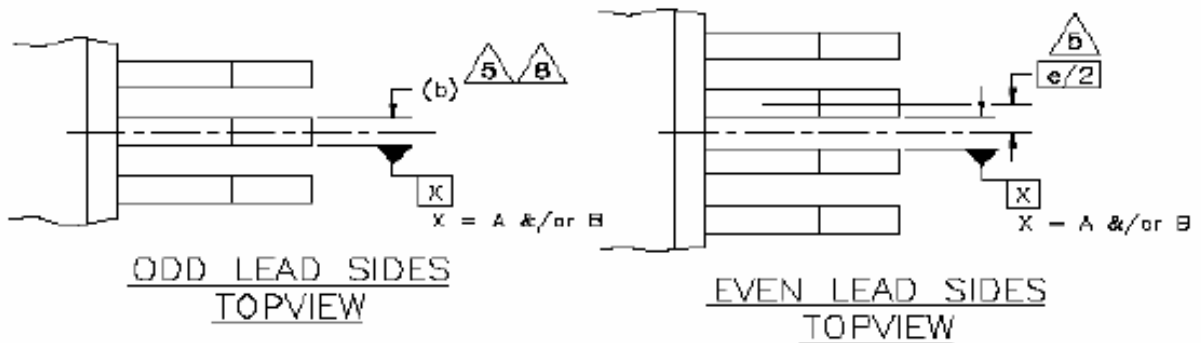 (b) 5 8
X
X = A &/or B
ODD LEAD SIDES
TOPVIEW
5
e/2
X
X - A &/or B
EVEN LEAD SIDES
TOPVIEW